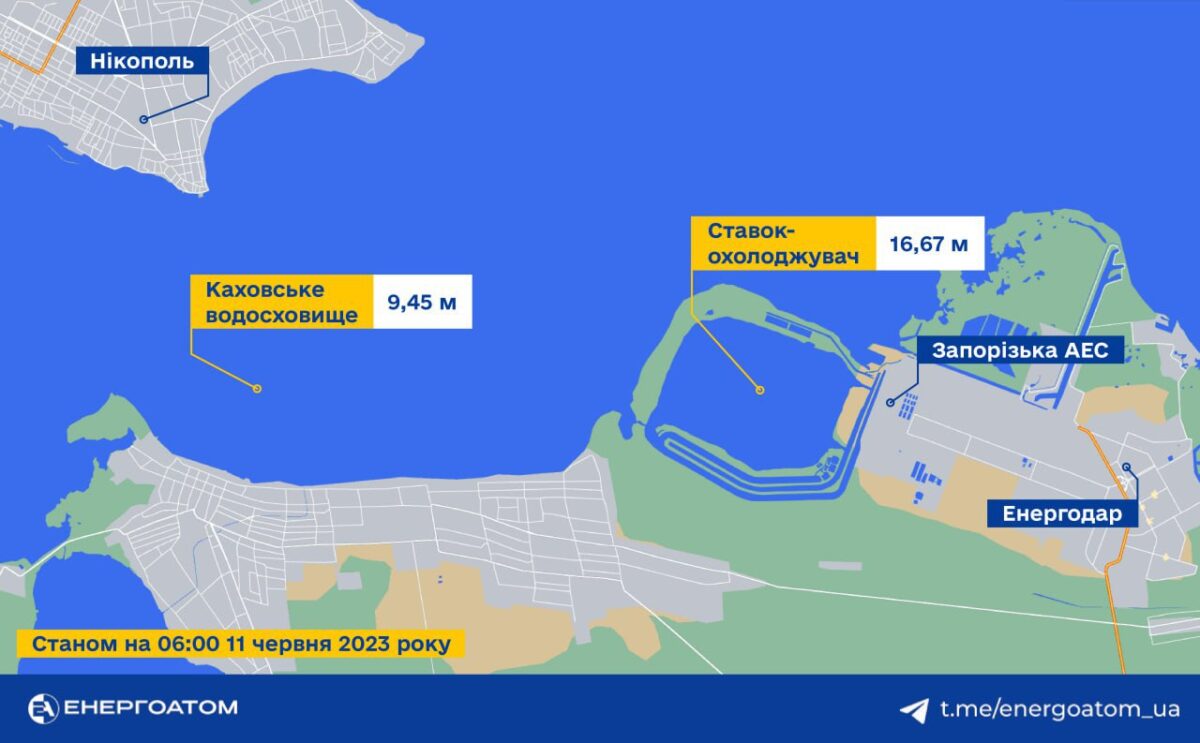 Нікополь
Ставок-
охолоджувач
16,67 м
Каховське
водосховище
9,45 м
Запорізька АЕС
Енергодар
Станом на 06:00 11 червня 2023 року
ЕНЕРГОАТОМ
t.me/energoatom_ua